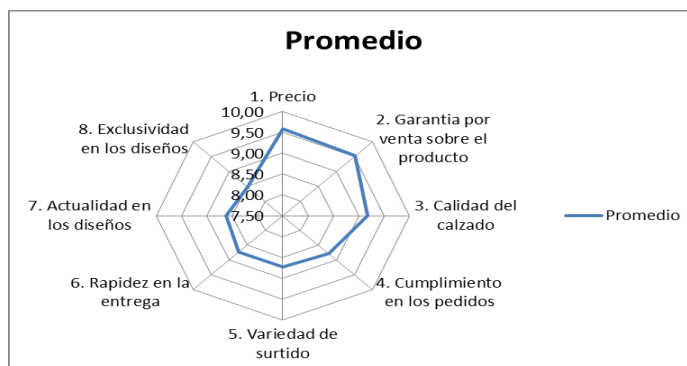 Promedio
1. Precio
10,00
9,50
9,00
8,50
8,00
7,50
2. Garantia por
venta sobre el
producto
3. Calidad del
calzado
4. Cumplimiento
en los pedidos
5. Variedad de
surtido
6. Rapidez en la
entrega
7. Actualidad en
los diseños
8. Exclusividad
en los diseños
Promedio